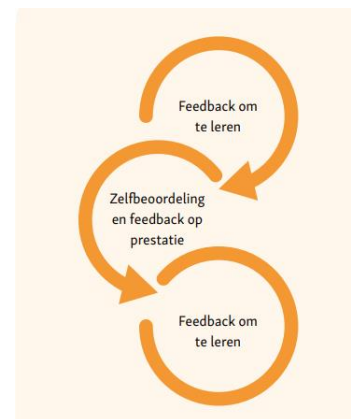 Feedback om
te leren
Zelfbeoordeling
en feedback op
prestatie
Feedback om
te leren